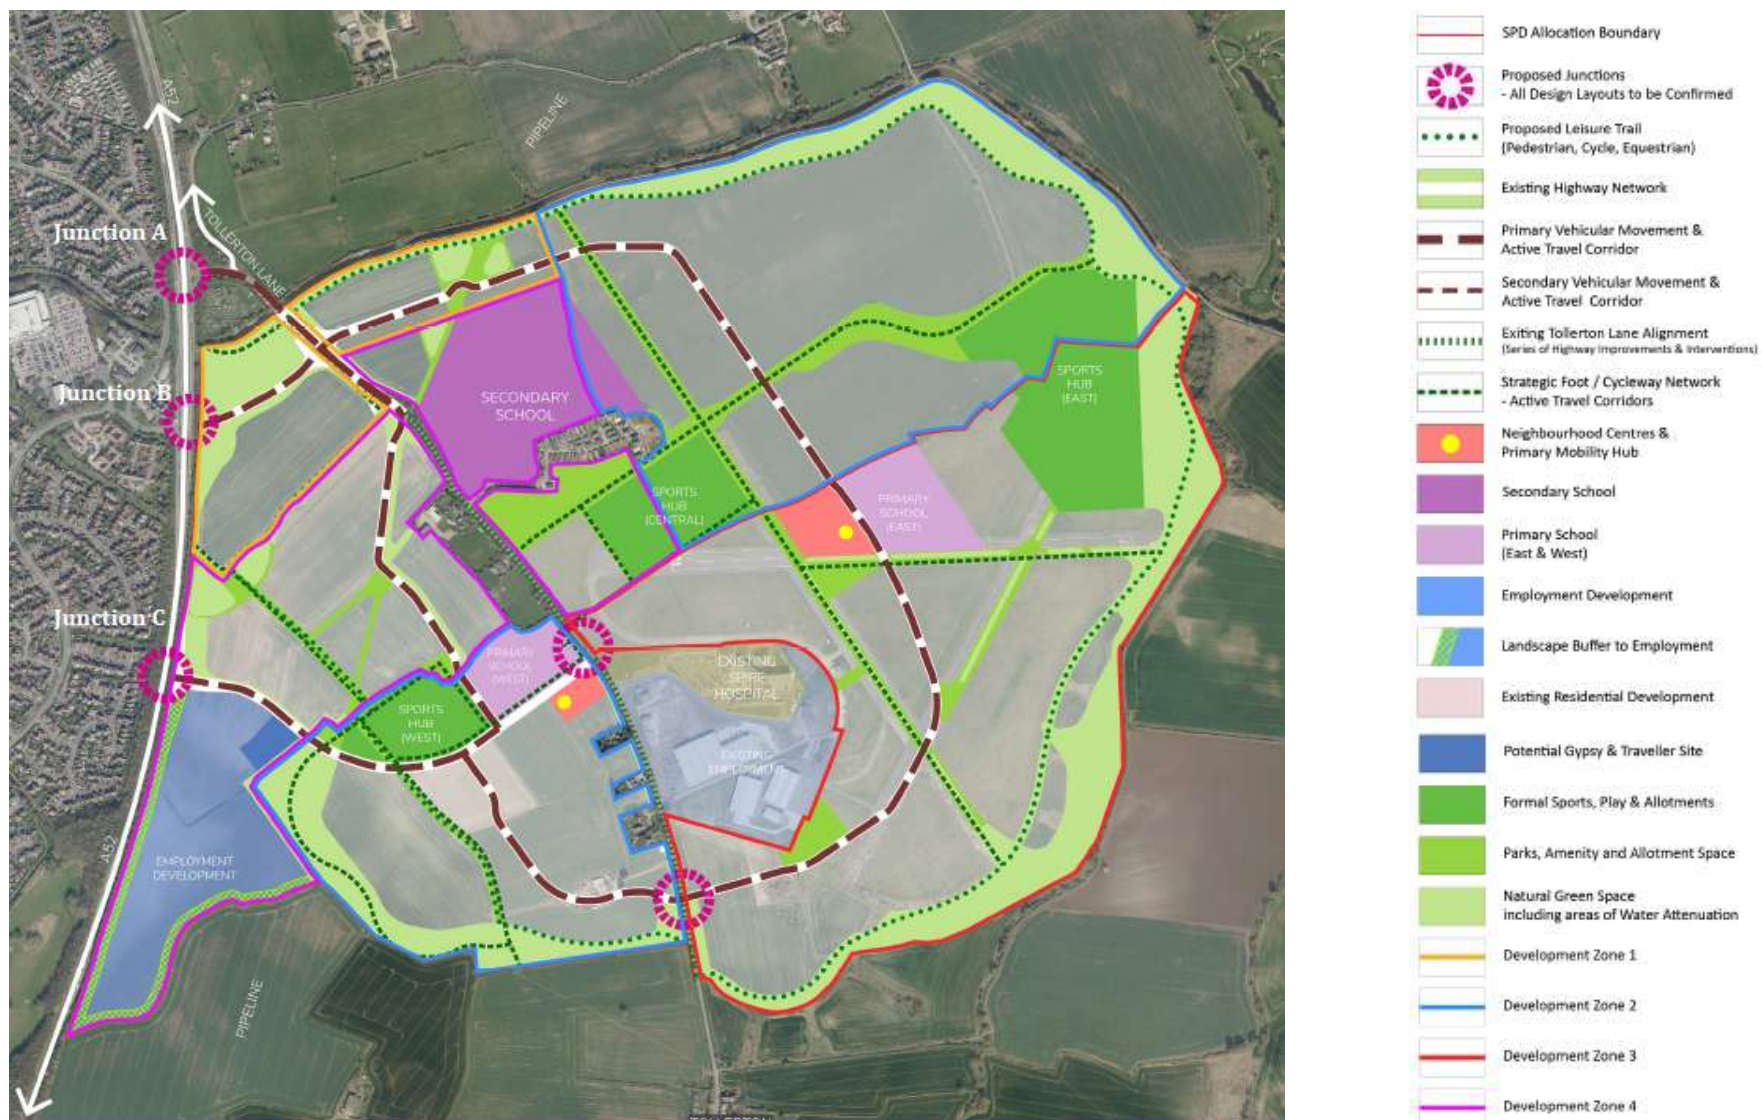 A52
PIPELINE
TOLLERTON LANE
Junction A
Junction B
Junction C
SECONDARY
SCHOOL
SPORTS
HUB
(EAST)
SPORTS
HUB
(CENTRAL)
PRIMARY
SCHOOL
(EAST)
PRIMARY
SCHOOL
(WEST)
EXISTING
SPIRE
HOSPITAL
SPORTS
HUB
(WEST)
EXISTING
EMPLOYMENT
EMPLOYMENT
DEVELOPMENT
A52
PIPELINE
TOLLERTON
SPD Allocation Boundary
Proposed Junctions
- All Design Layouts to be Confirmed
Proposed Leisure Trail
(Pedestrian, Cycle, Equestrian)
Existing Highway Network
Primary Vehicular Movement &
Active Travel Corridor
Secondary Vehicular Movement &
Active Travel Corridor
Exiting Tollerton Lane Alignment
(Series of Highway Improvements & Interventions)
Strategic Foot / Cycleway Network
- Active Travel Corridors
Neighbourhood Centres &
Primary Mobility Hub
Secondary School
Primary School
(East & West)
Employment Development
Landscape Buffer to Employment
Existing Residential Development
Potential Gypsy & Traveller Site
Formal Sports, Play & Allotments
Parks, Amenity and Allotment Space
Natural Green Space
including areas of Water Attenuation
Development Zone 1
Development Zone 2
Development Zone 3
Development Zone 4